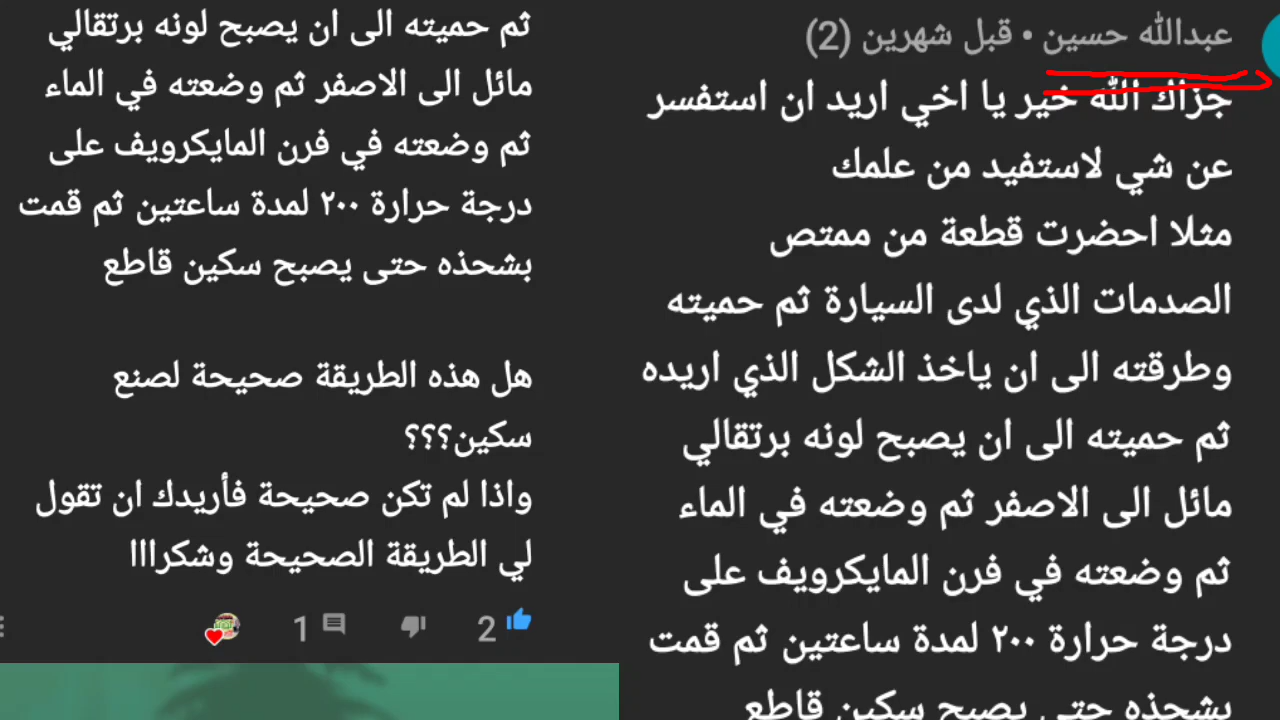 عبدالله حسين • قبل شهرين (2)
جزاك الله خير يا اخي اريد ان استفسر
عن شي لاستفيد من علمك
مثلا احضرت قطعة من ممتص
الصدمات الذي لدى السيارة ثم حميته
وطرقته الى ان ياخذ الشكل الذي اريده
ثم حميته الى ان يصبح لونه برتقالي
مائل الى الاصفر ثم وضعته في الماء
ثم وضعته في فرن المايكرويف على
درجة حرارة ٢٠٠ لمدة ساعتين ثم قمت
بشحذه حتى يصبح سكين قاطع
ثم حميته الى ان يصبح لونه برتقالي
مائل الى الاصفر ثم وضعته في الماء
ثم وضعته في فرن المايكرويف على
درجة حرارة ٢٠٠ لمدة ساعتين ثم قمت
بشحذه حتى يصبح سكين قاطع
هل هذه الطريقة صحيحة لصنع
سكين؟؟؟
واذا لم تكن صحيحة فأريدك ان تقول
لي الطريقة الصحيحة وشكرااا
2
1